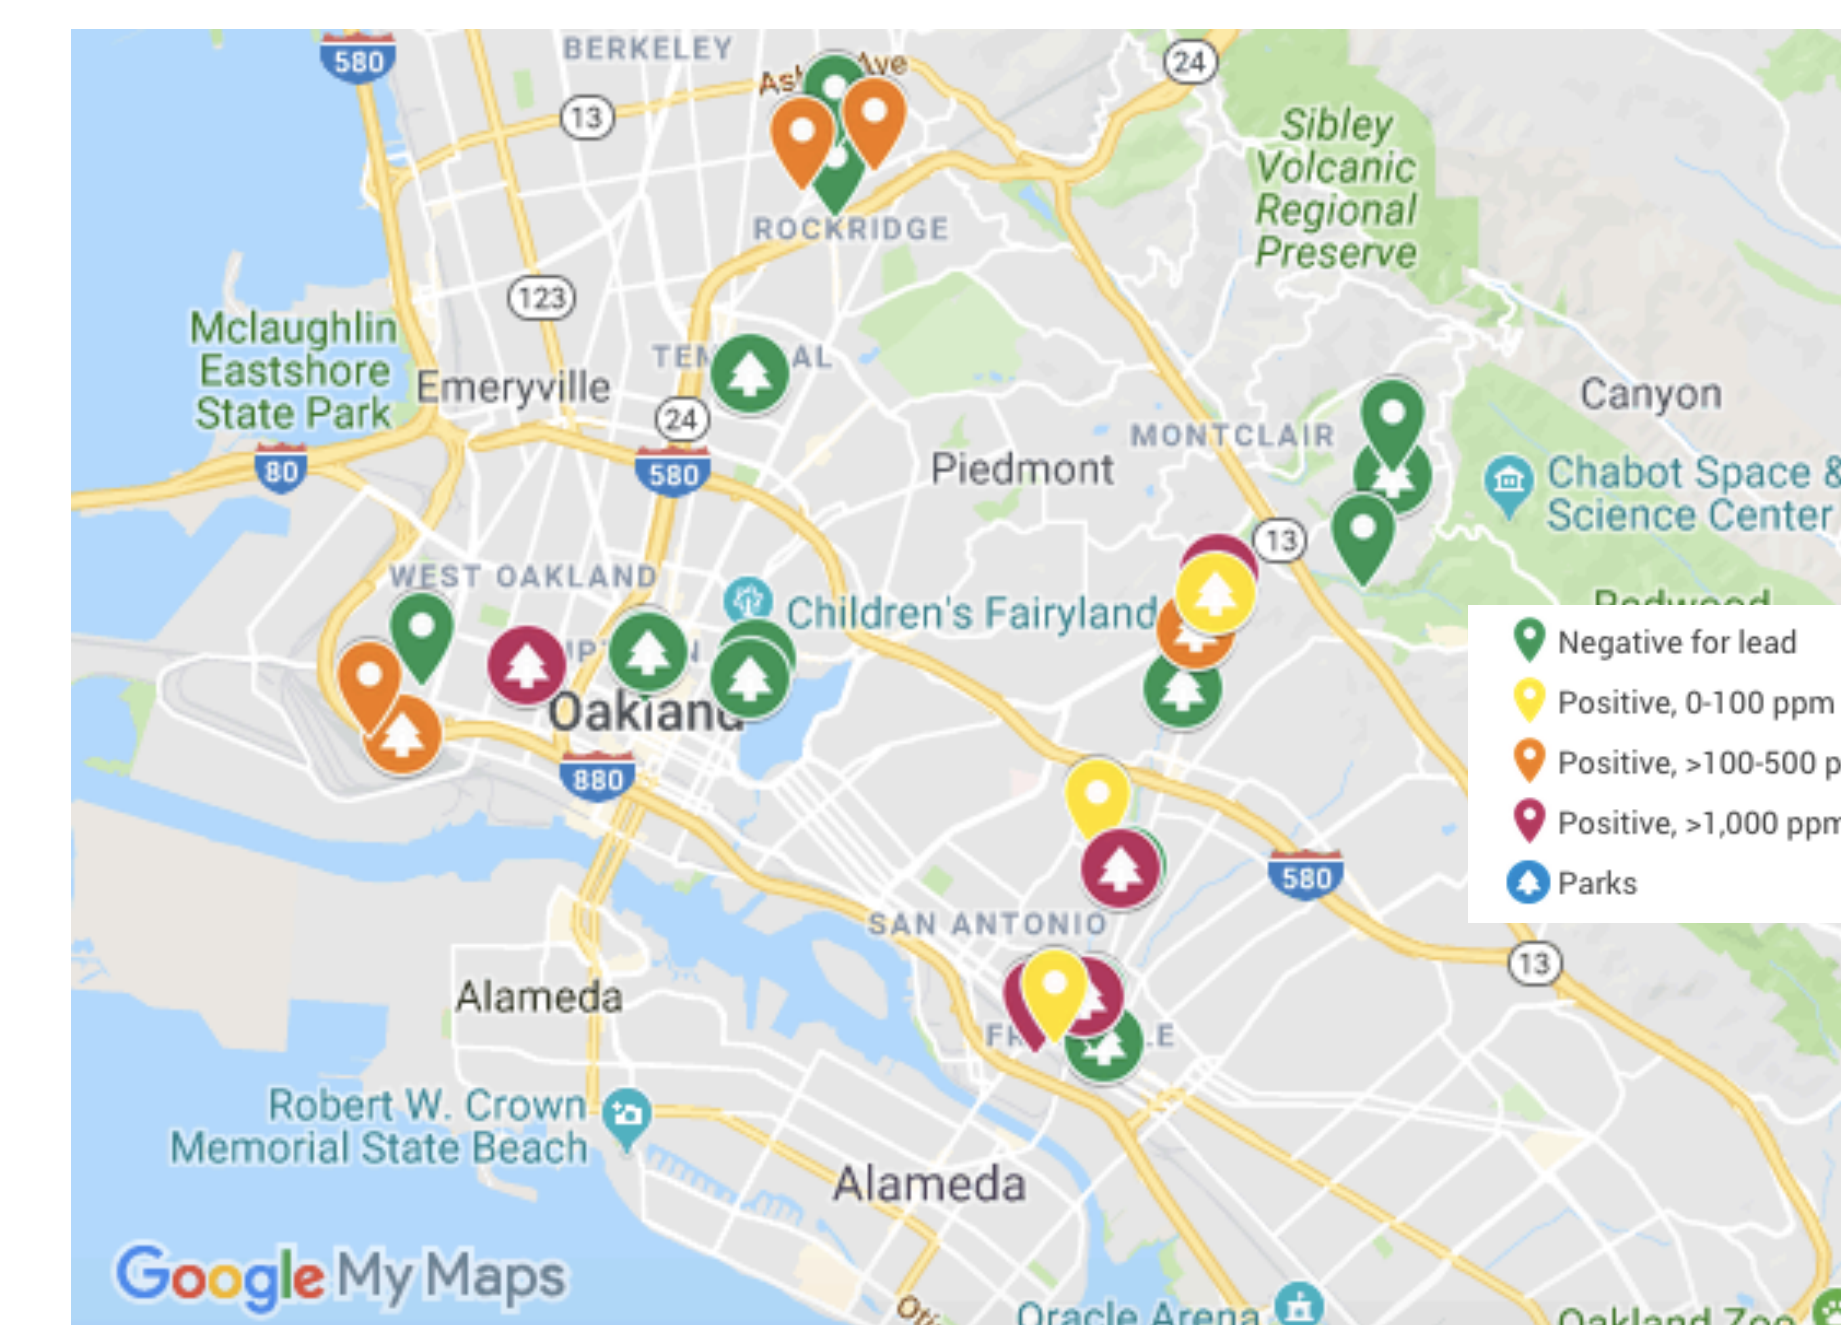 BERKELEY
580
24
13
Sibley
Volcanic
Regional
Preserve
ROCKRIDGE
123
Mclaughlin
Eastshore
State Park
Emeryville
24
80
580
Piedmont
MONTCLAIR
Canyon
Chabot Space &
Science Center
13
WEST OAKLAND
Children's Fairyland
Oakland
880
Negative for lead
Positive, 0-100 ppm
Positive, >100-500 p
Positive, >1,000 ppm
Parks
580
SAN ANTONIO
13
Alameda
Robert W. Crown
Memorial State Beach
Alameda
Google My Maps
Oracle Arena
Oakland Zoo